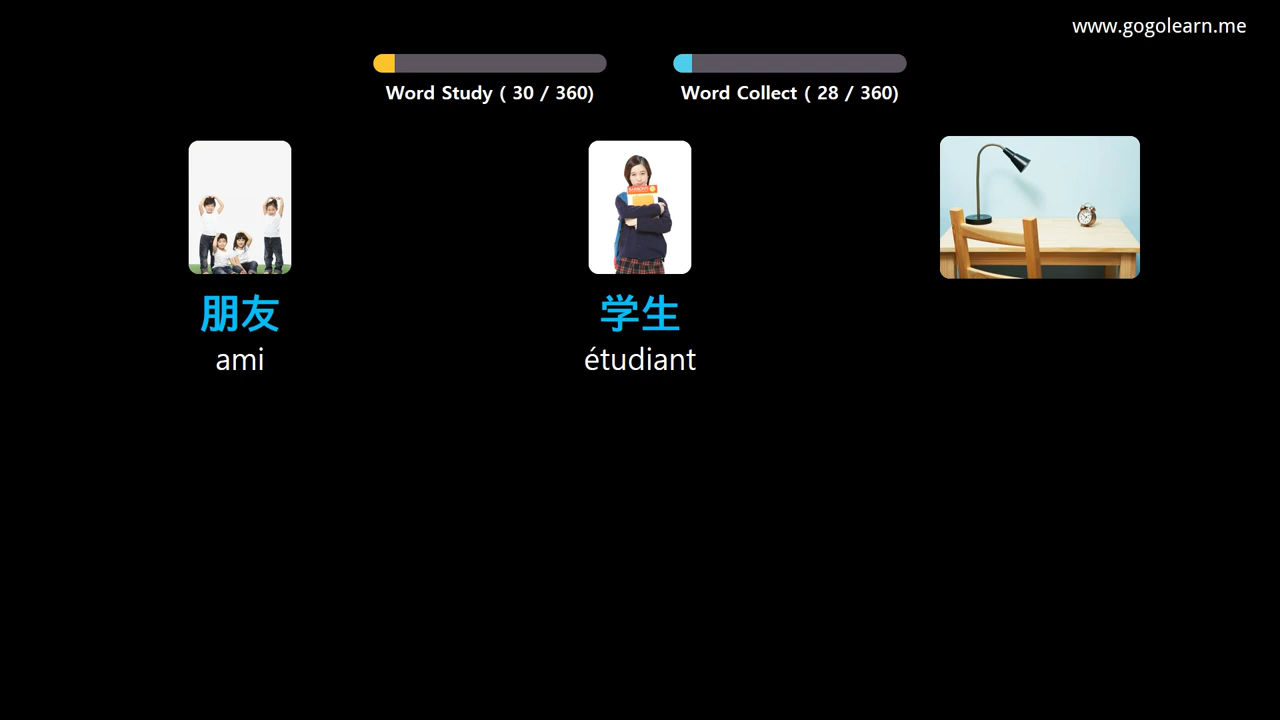 www.gogolearn.me
Word Study ( 30 / 360)
Word Collect ( 28 / 360)
朋友
学生
ami
étudiant